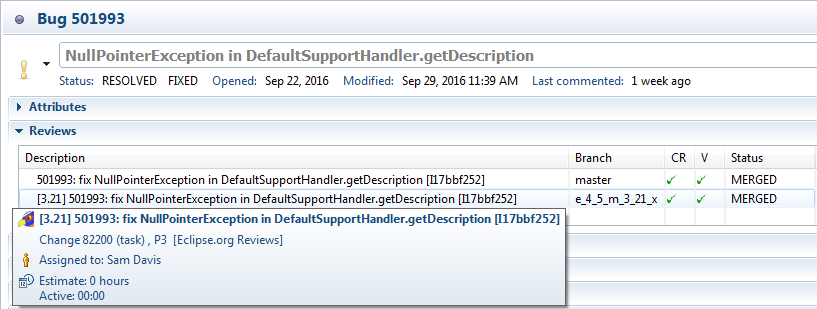 Bug 501993
NullPointerException in DefaultSupportHandler.getDescription
Status: RESOLVED FIXED Opened: Sep 22, 2016 Modified: Sep 29, 2016 11:39 AM Last commented: 1 week ago
Attributes
Reviews
Description Branch CR V Status
501993: fix NullPointerException in DefaultSupportHandler.getDescription [I17bbf252] master ✓ ✓ MERGED
[3.21] 501993: fix NullPointerException in DefaultSupportHandler.getDescription [I17bbf252] e_4_5_m_3_21_x ✓ ✓ MERGED
[3.21] 501993: fix NullPointerException in DefaultSupportHandler.getDescription [I17bbf252]
Change 82200 (task) , P3 [Eclipse.org Reviews]
Assigned to: Sam Davis
Estimate: 0 hours
Active: 00:00